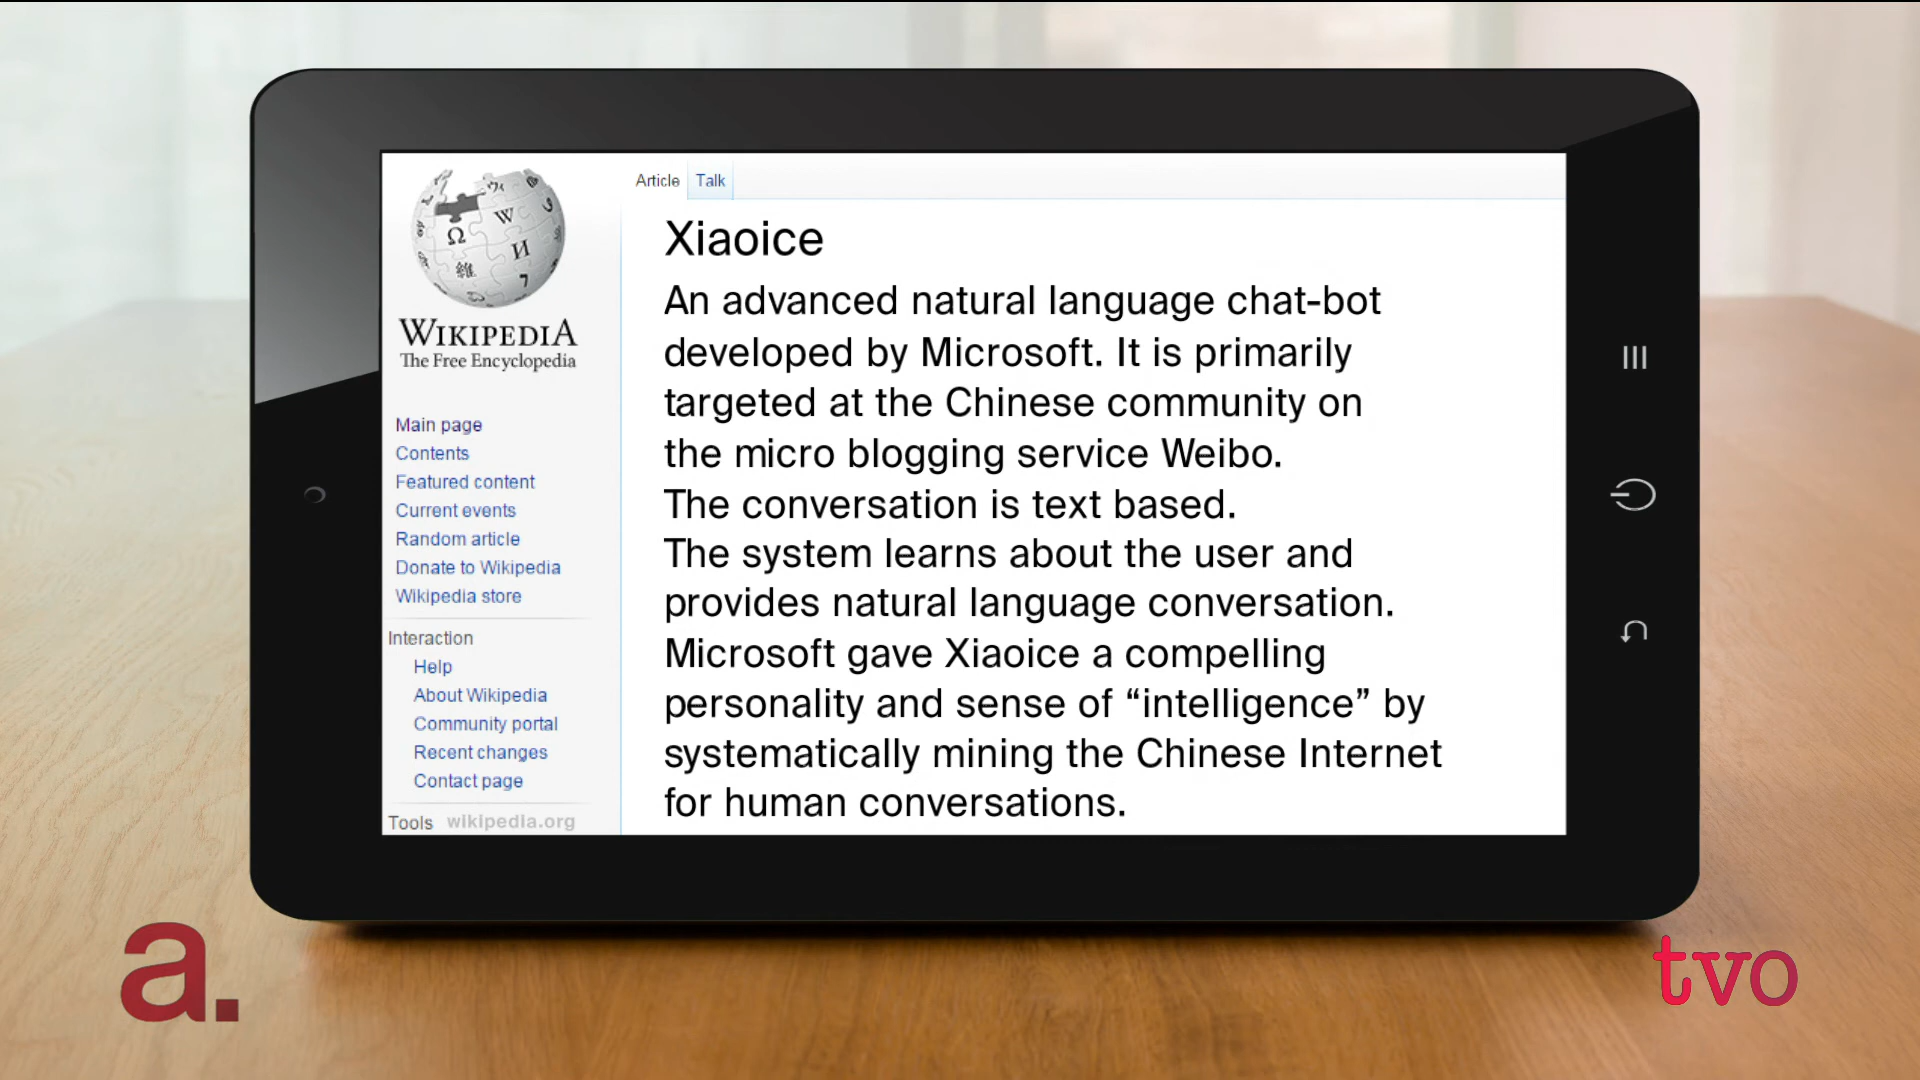 WIKIPEDIA
The Free Encyclopedia
Main page
Contents
Featured content
Current events
Random article
Donate to Wikipedia
Wikipedia store
Interaction
Help
About Wikipedia
Community portal
Recent changes
Contact page
Tools wikipedia.org
Article Talk
Xiaoice
An advanced natural language chat-bot
developed by Microsoft. It is primarily
targeted at the Chinese community on
the micro blogging service Weibo.
The conversation is text based.
The system learns about the user and
provides natural language conversation.
Microsoft gave Xiaoice a compelling
personality and sense of “intelligence” by
systematically mining the Chinese Internet
for human conversations.
a.
tvo